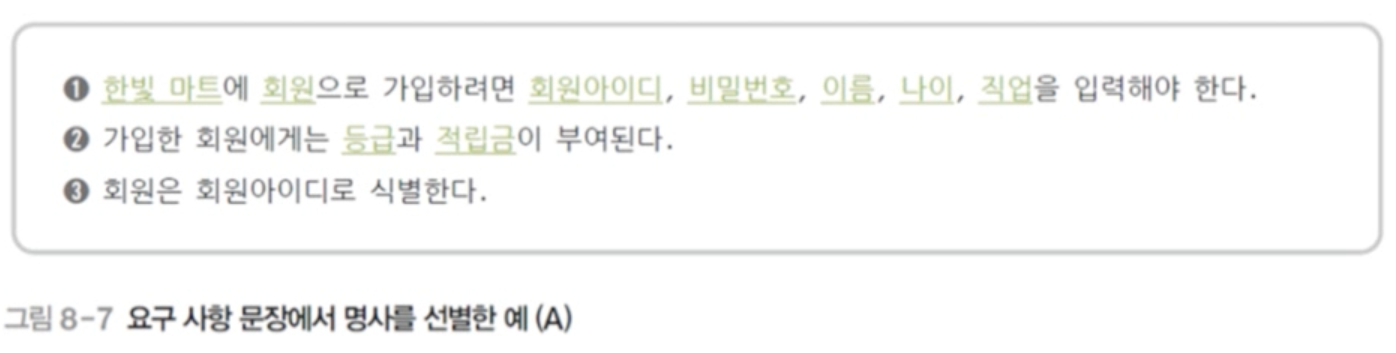 ❶ 한빛 마트에 회원으로 가입하려면 회원아이디, 비밀번호, 이름, 나이, 직업을 입력해야 한다.
❷ 가입한 회원에게는 등급과 적립금이 부여된다.
❸ 회원은 회원아이디로 식별한다.
그림 8-7 요구 사항 문장에서 명사를 선별한 예 (A)